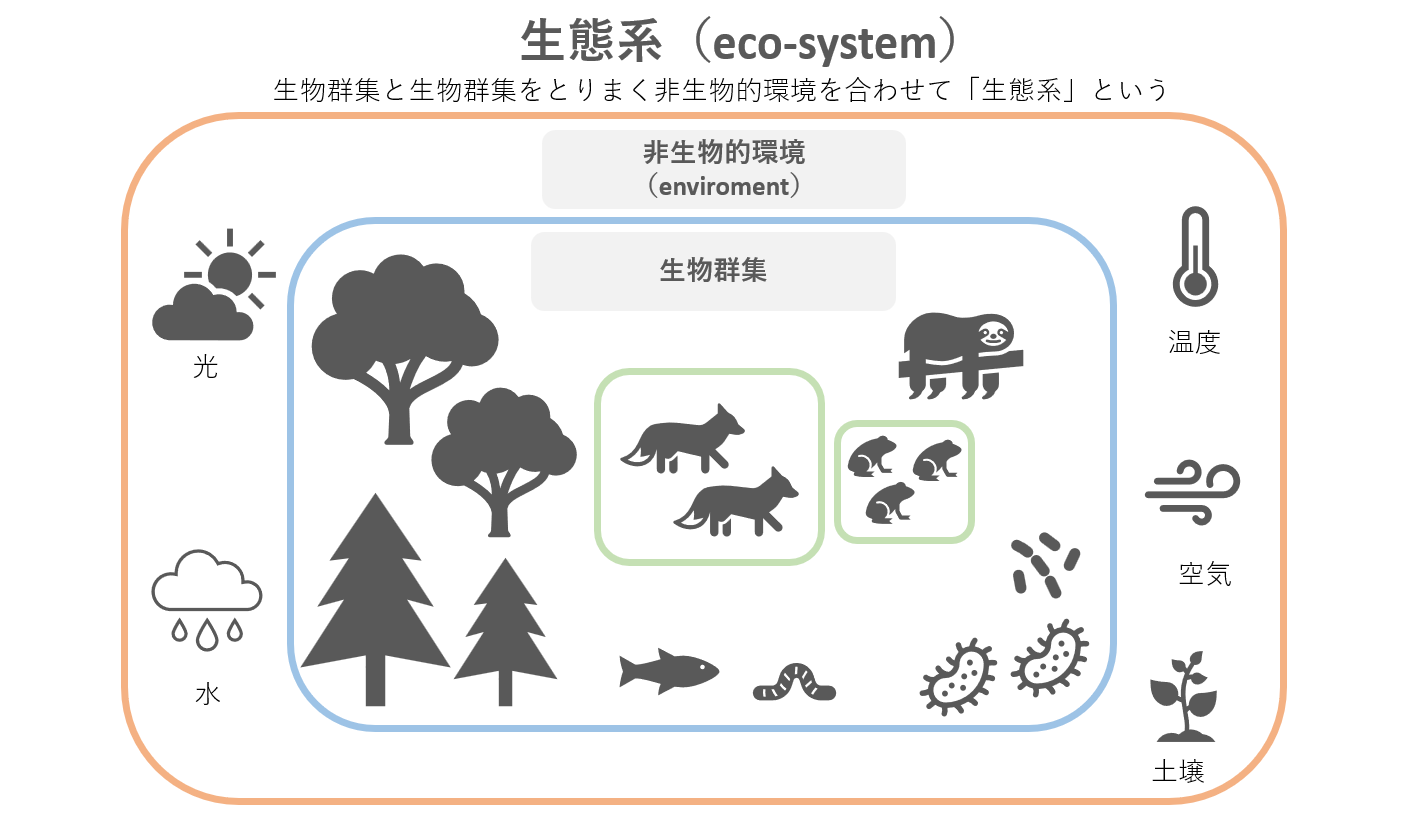 生態系（eco-system）
生物群集と生物群集をとりまく非生物的環境を合わせて「生態系」という
非生物的環境
（enviroment）
生物群集
光
温度
空気
水
土壌